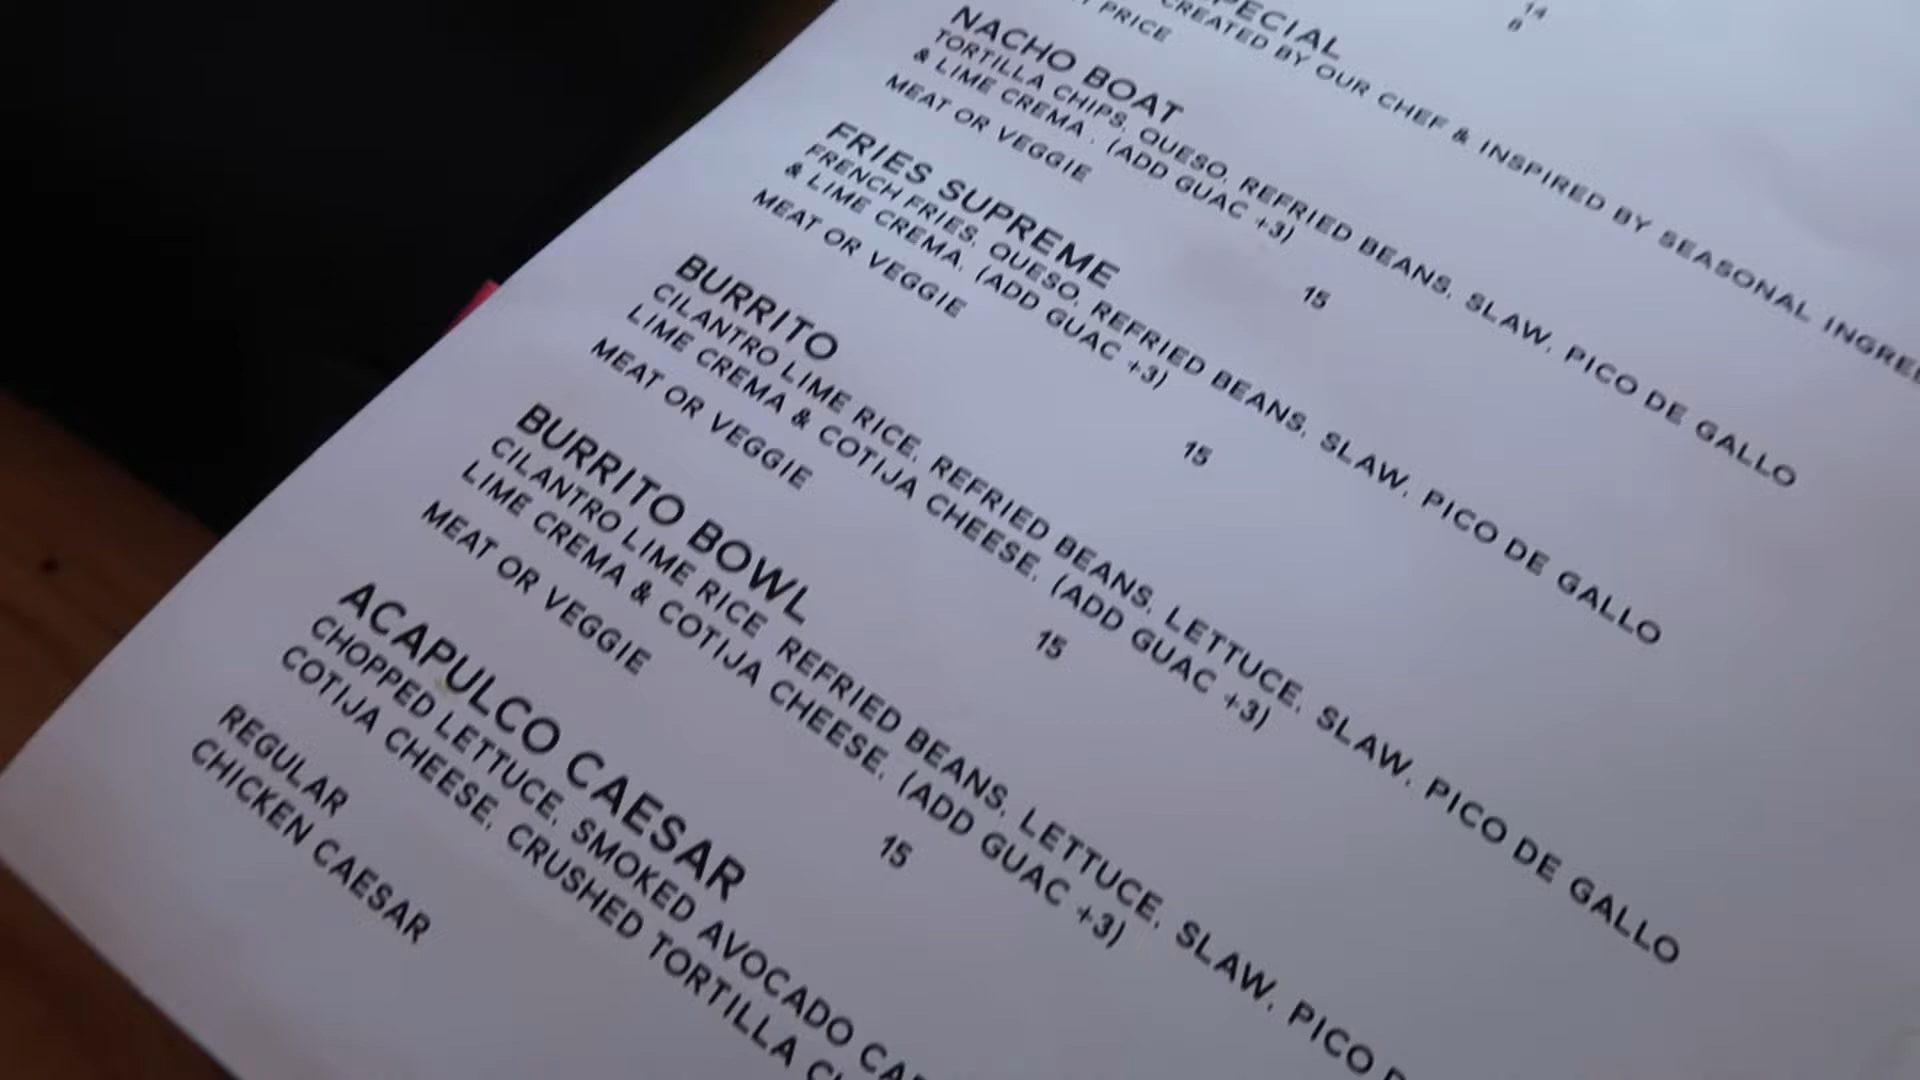 14
8
SPECIAL
CREATED BY OUR CHEF & INSPIRED BY SEASONAL
PRICE
NACHO BOAT
TORTILLA CHIPS, QUESO, REFRIED BEANS, SLAW, PICO DE GALLO
& LIME CREMA . (ADD GUAC +3)
MEAT OR VEGGIE 15
FRIES SUPREME
FRENCH FRIES, QUESO, REFRIED BEANS, SLAW, PICO DE GALLO
& LIME CREMA. (ADD GUAC +3)
MEAT OR VEGGIE 15
BURRITO
CILANTRO LIME RICE, REFRIED BEANS, LETTUCE, SLAW, PICO DE GALLO
LIME CREMA & COTIJA CHEESE. (ADD GUAC +3)
MEAT OR VEGGIE 15
BURRITO BOWL
CILANTRO LIME RICE REFRIED BEANS, LETTUCE, SLAW, PICO
LIME CREMA & COTIJA CHEESE. (ADD GUAC +3)
MEAT OR VEGGIE 15
ACAPULCO CAESAR
CHOPPED LETTUCE, SMOKED AVOCADO
COTIJA CHEESE, CRUSHED TORTILLA
REGULAR
CHICKEN CAESAR